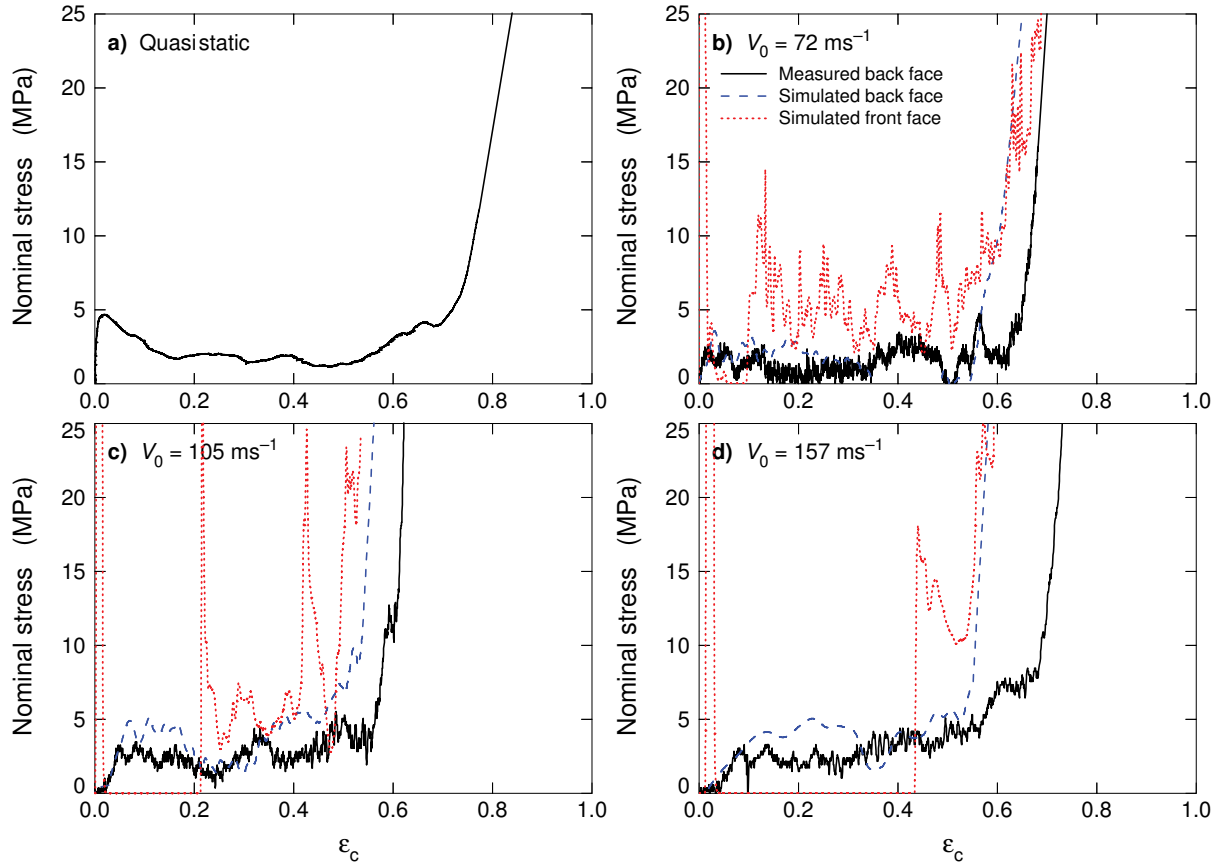 a) Quasistatic
Nominal stress (MPa)
25
20
15
10
5
0
0.0 0.2 0.4 0.6 0.8 1.0
b) V0 = 72 ms−1
Measured back face
Simulated back face
Simulated front face
Nominal stress (MPa)
25
20
15
10
5
0
0.0 0.2 0.4 0.6 0.8 1.0
c) V0 = 105 ms−1
Nominal stress (MPa)
25
20
15
10
5
0
0.0 0.2 0.4 0.6 0.8 1.0
εc
d) V0 = 157 ms−1
Nominal stress (MPa)
25
20
15
10
5
0
0.0 0.2 0.4 0.6 0.8 1.0
εc